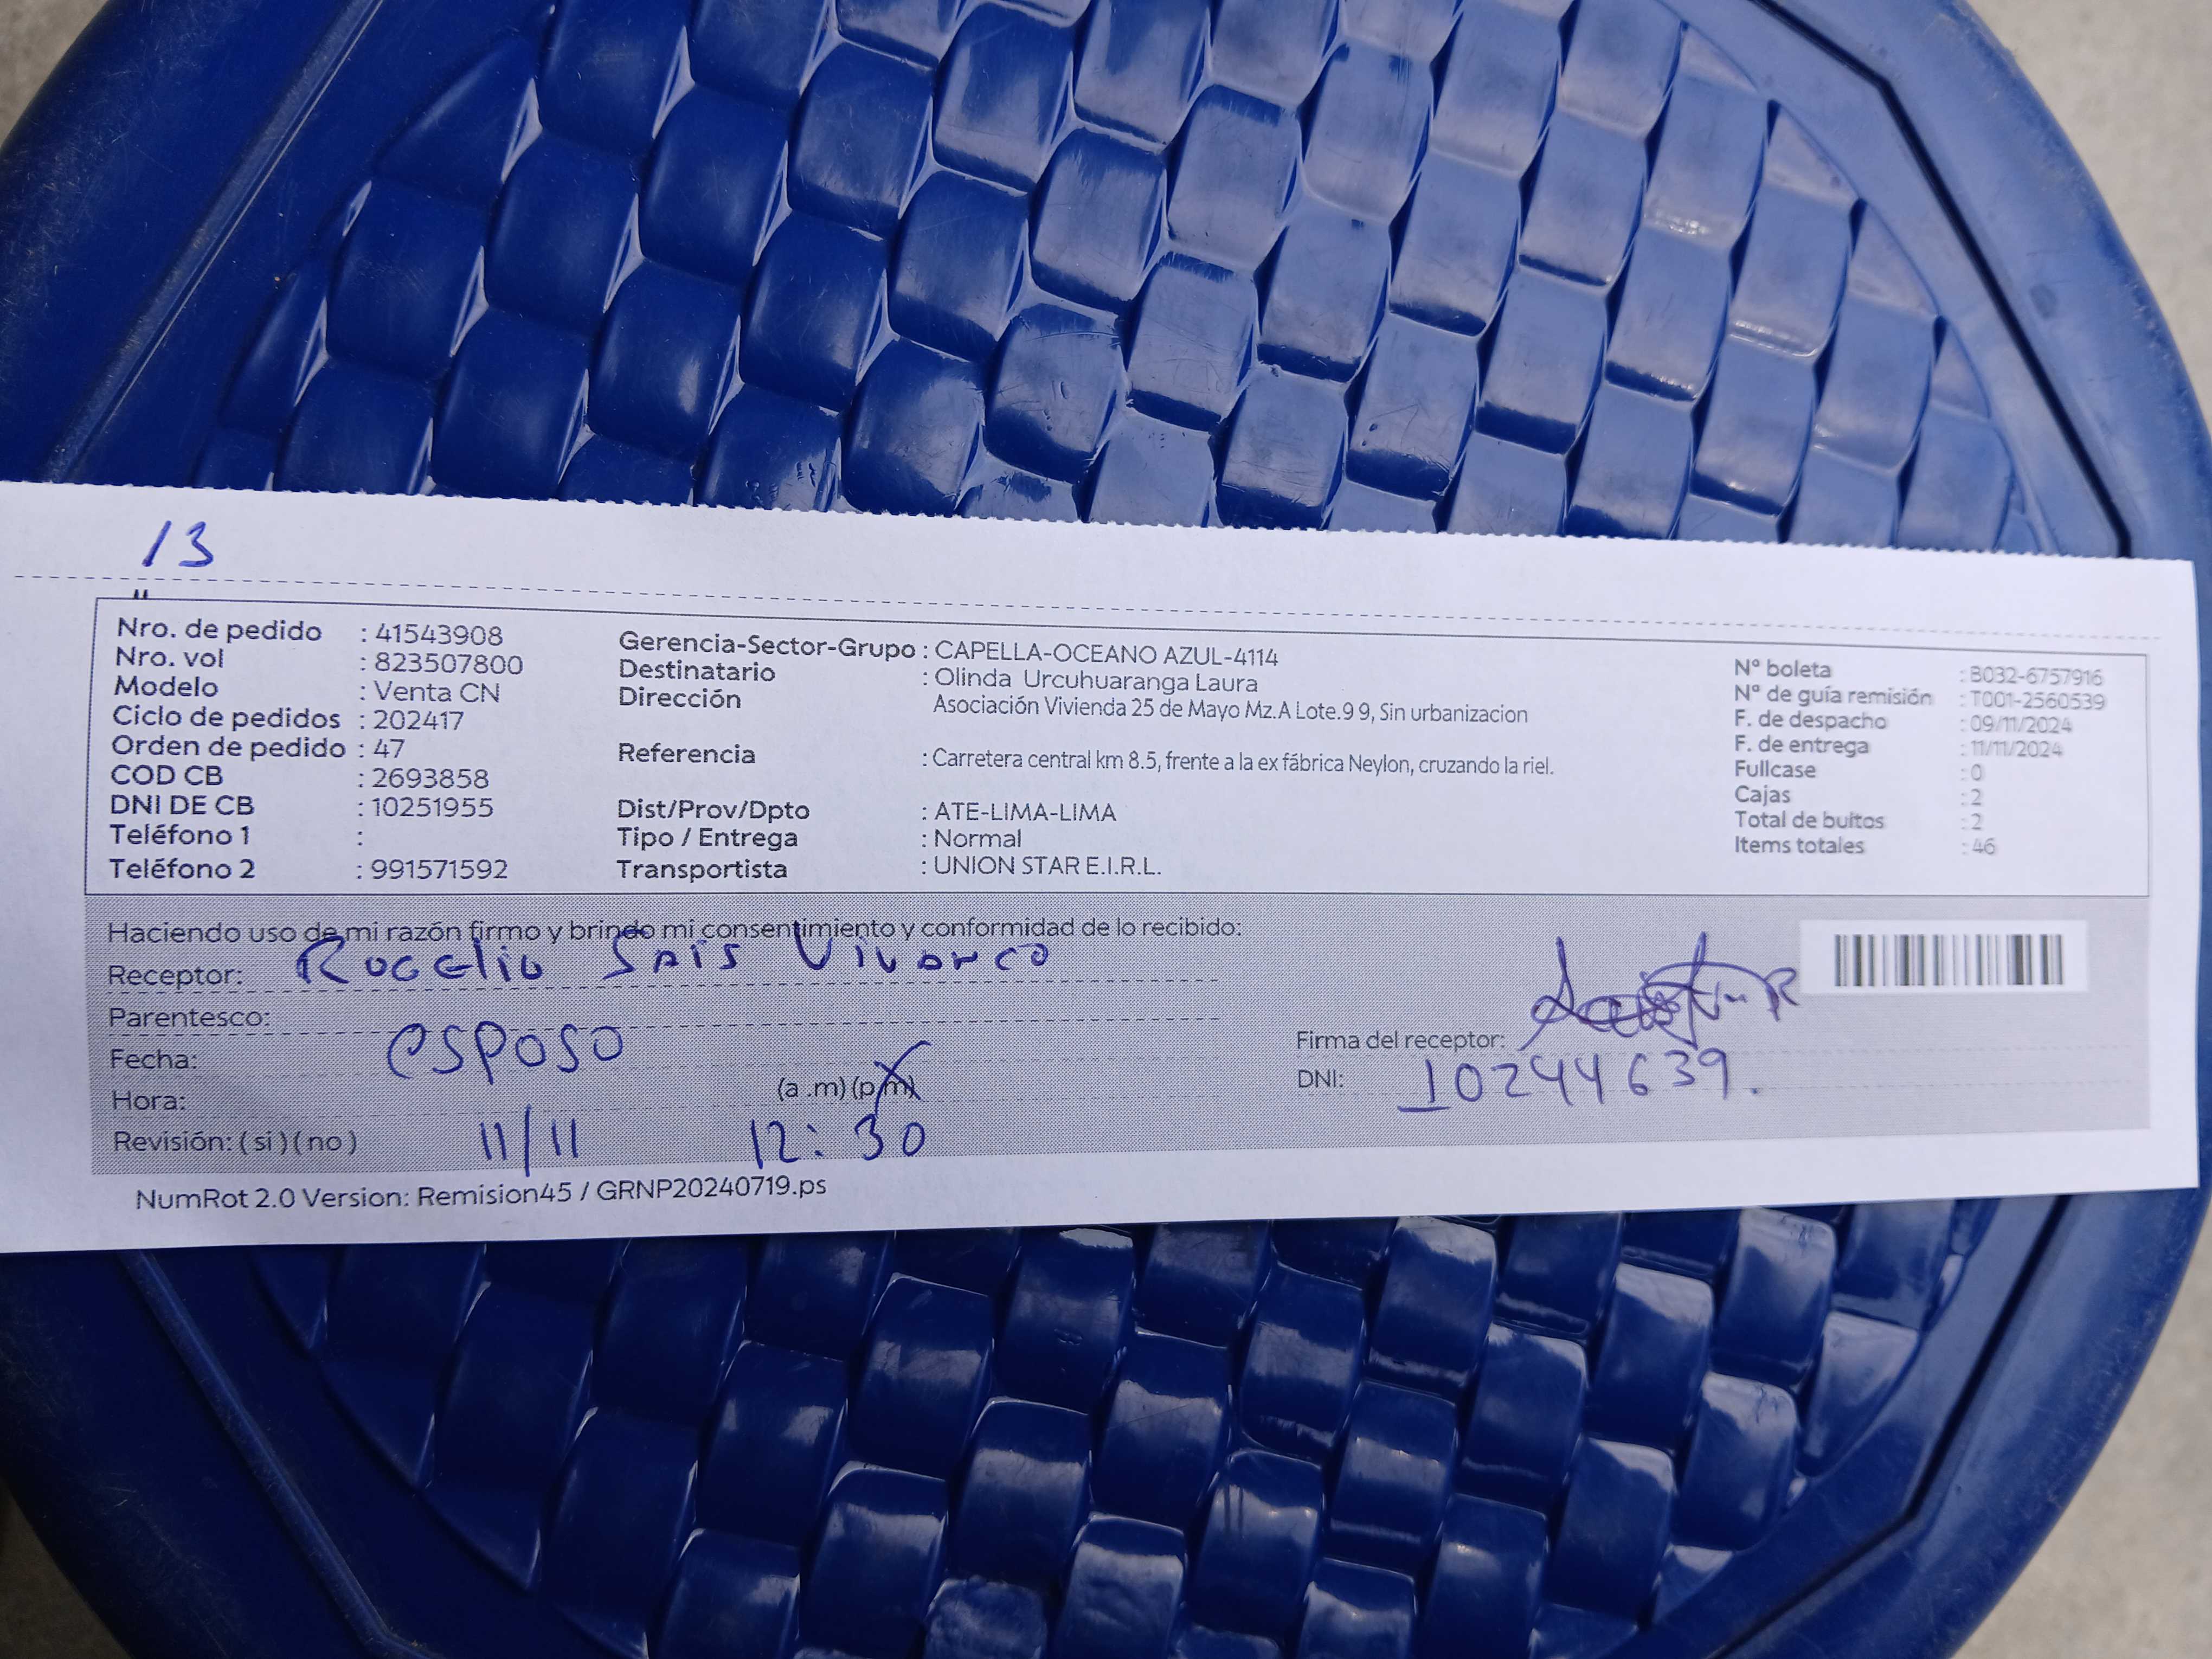 13
Nro. de pedido : 41543908
Nro. vol : 823507800
Modelo : Venta CN
Ciclo de pedidos : 202417
Orden de pedido : 47
COD CB : 2693858
DNI DE CB : 10251955
Teléfono 1 :
Teléfono 2 : 991571592
Gerencia-Sector-Grupo : CAPELLA-OCEANO AZUL-4114
Destinatario : Olinda Urcuhuaranga Laura
Dirección Asociación Vivienda 25 de Mayo Mz.A Lote.9 9, Sin urbanizacion
Referencia : Carretera central km 8.5, frente a la ex fábrica Neylon, cruzando la riel.
Dist/Prov/Dpto : ATE-LIMA-LIMA
Tipo / Entrega : Normal
Transportista : UNION STAR E.I.R.L.
Nº boleta : B032-6757916
Nº de guía remisión : T001-2560539
F. de despacho : 09/11/2024
F. de entrega : 11/11/2024
Fullcase : 0
Cajas : 2
Total de bultos : 2
Items totales : 46
Haciendo uso de mi razón firmo y brindo mi consentimiento y conformidad de lo recibido:
Receptor: Rogelio Sais Vivanco
Parentesco:
esposo
Fecha:
Hora: (a .m) (p.m)
Revisión: ( si ) ( no ) 11/11 12:30
Firma del receptor:
DNI: 10244639.
NumRot 2.0 Version: Remision45 / GRNP20240719.ps